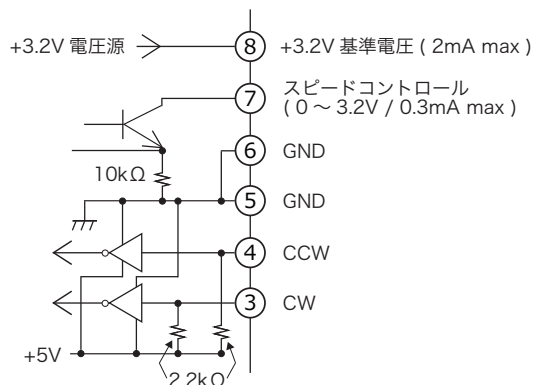 +3.2V 電圧源
⑧ +3.2V 基準電圧 ( 2mA max )
⑦ スピードコントロール
( 0 〜 3.2V / 0.3mA max )
⑥ GND
10kΩ
⑤ GND
④ CCW
③ CW
+5V
2.2kΩ